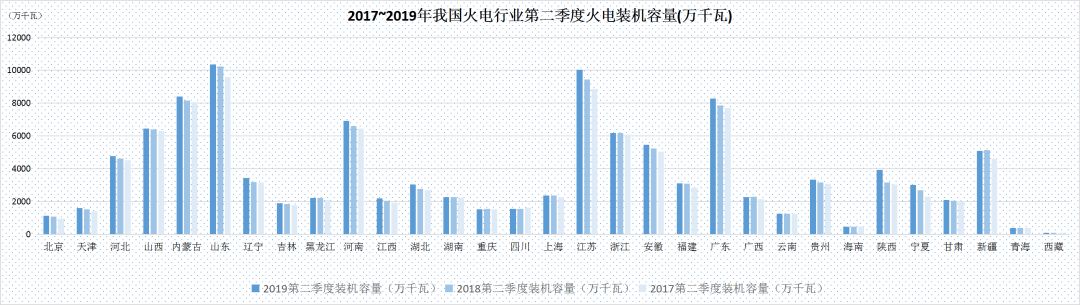 2017~2019年我国火电行业第二季度火电装机容量(万千瓦)
（万千瓦）
12000
10000
8000
6000
4000
2000
0
北京 天津 河北 山西 内蒙古 山东 辽宁 吉林 黑龙江 河南 江西 湖北 湖南 重庆 四川 上海 江苏 浙江 安徽 福建 广东 广西 云南 贵州 海南 陕西 宁夏 甘肃 新疆 青海 西藏
2019第二季度装机容量（万千瓦） 2018第二季度装机容量（万千瓦） 2017第二季度装机容量（万千瓦）